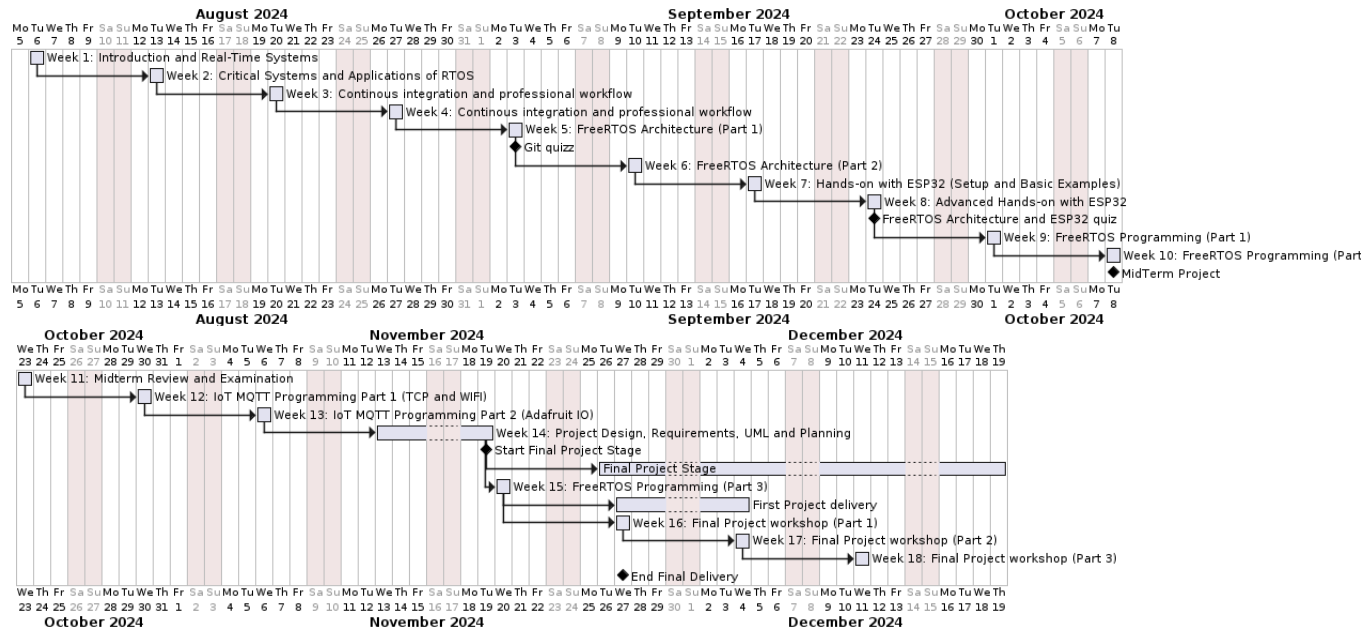 August 2024 September 2024 October 2024
Mo Tu We Th Fr Sa Su Mo Tu We Th Fr Sa Su Mo Tu We Th Fr Sa Su Mo Tu We Th Fr Sa Su Mo Tu We Th Fr Sa Su Mo Tu We Th Fr Sa Su Mo Tu We Th Fr Sa Su Mo Tu We Th Fr Sa Su Mo Tu We Th Fr Sa Su Mo Tu
5 6 7 8 9 10 11 12 13 14 15 16 17 18 19 20 21 22 23 24 25 26 27 28 29 30 31 1 2 3 4 5 6 7 8 9 10 11 12 13 14 15 16 17 18 19 20 21 22 23 24 25 26 27 28 29 30 1 2 3 4 5 6 7 8
Week 1: Introduction and Real-Time Systems
Week 2: Critical Systems and Applications of RTOS
Week 3: Continous integration and professional workflow
Week 4: Continous integration and professional workflow
Week 5: FreeRTOS Architecture (Part 1)
Git quizz
Week 6: FreeRTOS Architecture (Part 2)
Week 7: Hands-on with ESP32 (Setup and Basic Examples)
Week 8: Advanced Hands-on with ESP32
FreeRTOS Architecture and ESP32 quiz
Week 9: FreeRTOS Programming (Part 1)
Week 10: FreeRTOS Programming (Part
MidTerm Project
Mo Tu We Th Fr Sa Su Mo Tu We Th Fr Sa Su Mo Tu We Th Fr Sa Su Mo Tu We Th Fr Sa Su Mo Tu We Th Fr Sa Su Mo Tu We Th Fr Sa Su Mo Tu We Th Fr Sa Su Mo Tu We Th Fr Sa Su Mo Tu We Th Fr Sa Su Mo Tu
5 6 7 8 9 10 11 12 13 14 15 16 17 18 19 20 21 22 23 24 25 26 27 28 29 30 31 1 2 3 4 5 6 7 8 9 10 11 12 13 14 15 16 17 18 19 20 21 22 23 24 25 26 27 28 29 30 1 2 3 4 5 6 7 8
August 2024 September 2024 October 2024
October 2024 November 2024 December 2024
We Th Fr Sa Su Mo Tu We Th Fr Sa Su Mo Tu We Th Fr Sa Su Mo Tu We Th Fr Sa Su Mo Tu We Th Fr Sa Su Mo Tu We Th Fr Sa Su Mo Tu We Th Fr Sa Su Mo Tu We Th Fr Sa Su Mo Tu We Th
23 24 25 26 27 28 29 30 31 1 2 3 4 5 6 7 8 9 10 11 12 13 14 15 16 17 18 19 20 21 22 23 24 25 26 27 28 29 30 1 2 3 4 5 6 7 8 9 10 11 12 13 14 15 16 17 18 19
Week 11: Midterm Review and Examination
Week 12: IoT MQTT Programming Part 1 (TCP and WIFI)
Week 13: IoT MQTT Programming Part 2 (Adafruit IO)
Week 14: Project Design, Requirements, UML and Planning
Start Final Project Stage
Final Project Stage
Week 15: FreeRTOS Programming (Part 3)
First Project delivery
Week 16: Final Project workshop (Part 1)
Week 17: Final Project workshop (Part 2)
Week 18: Final Project workshop (Part 3)
End Final Delivery
We Th Fr Sa Su Mo Tu We Th Fr Sa Su Mo Tu We Th Fr Sa Su Mo Tu We Th Fr Sa Su Mo Tu We Th Fr Sa Su Mo Tu We Th Fr Sa Su Mo Tu We Th Fr Sa Su Mo Tu We Th Fr Sa Su Mo Tu We Th
23 24 25 26 27 28 29 30 31 1 2 3 4 5 6 7 8 9 10 11 12 13 14 15 16 17 18 19 20 21 22 23 24 25 26 27 28 29 30 1 2 3 4 5 6 7 8 9 10 11 12 13 14 15 16 17 18 19
October 2024 November 2024 December 2024